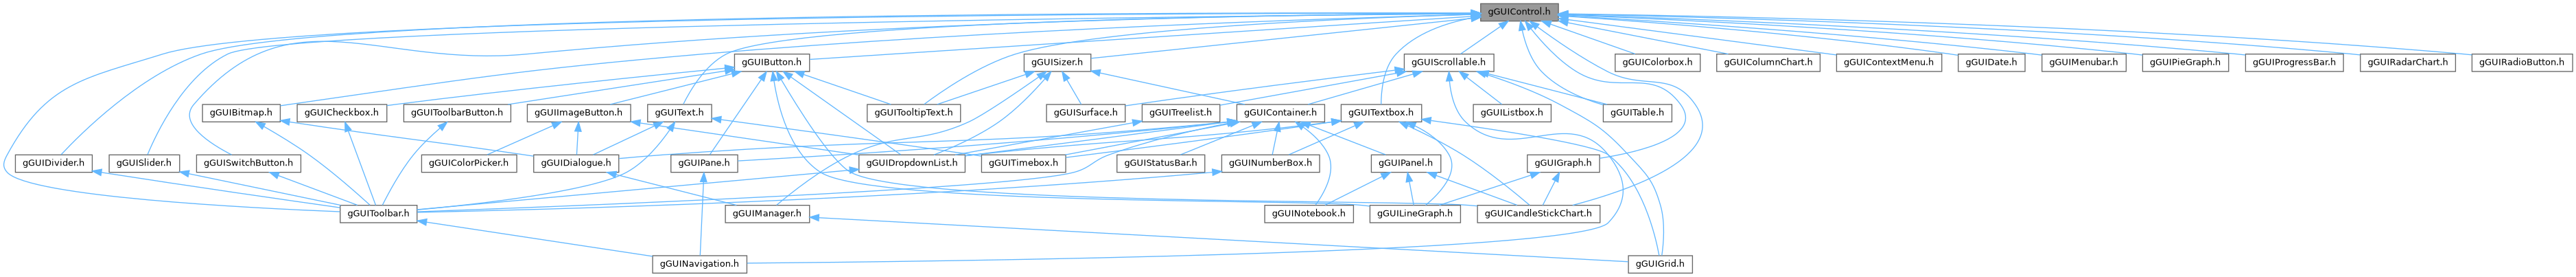 gGUIControl.h
gGUIButton.h
gGUISizer.h
gGUIScrollable.h
gGUIColorbox.h
gGUIColumnChart.h
gGUIContextMenu.h
gGUIDate.h
gGUIMenubar.h
gGUIPieGraph.h
gGUIProgressBar.h
gGUIRadarChart.h
gGUIRadioButton.h
gGUIBitmap.h
gGUICheckbox.h
gGUIToolbarButton.h
gGUIImageButton.h
gGUIText.h
gGUITooltipText.h
gGUISurface.h
gGUITreelist.h
gGUIContainer.h
gGUITextbox.h
gGUIListbox.h
gGUITable.h
gGUIDivider.h
gGUISlider.h
gGUISwitchButton.h
gGUIColorPicker.h
gGUIDialogue.h
gGUIPane.h
gGUIDropdownList.h
gGUITimebox.h
gGUIStatusBar.h
gGUINumberBox.h
gGUIPanel.h
gGUIGraph.h
gGUIToolbar.h
gGUIManager.h
gGUINotebook.h
gGUILineGraph.h
gGUICandleStickChart.h
gGUINavigation.h
gGUIGrid.h